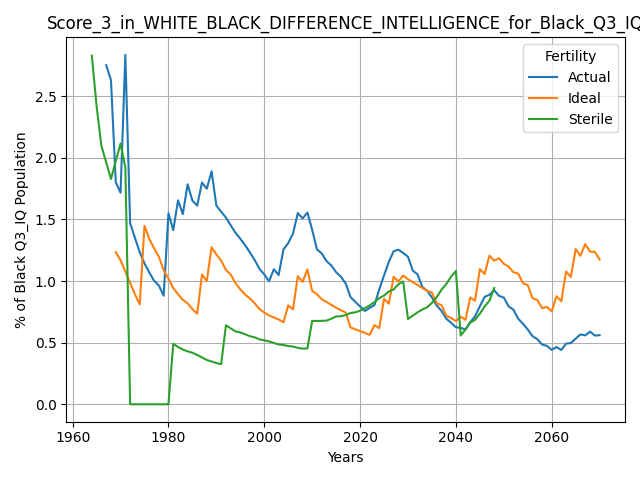 Score_3_in_WHITE_BLACK_DIFFERENCE_INTELLIGENCE_for_Black_Q3_IQ
Fertility
Actual
Ideal
Sterile
% of Black Q3_IQ Population
2.5
2.0
1.5
1.0
0.5
0.0
1960 1980 2000 2020 2040 2060
Years